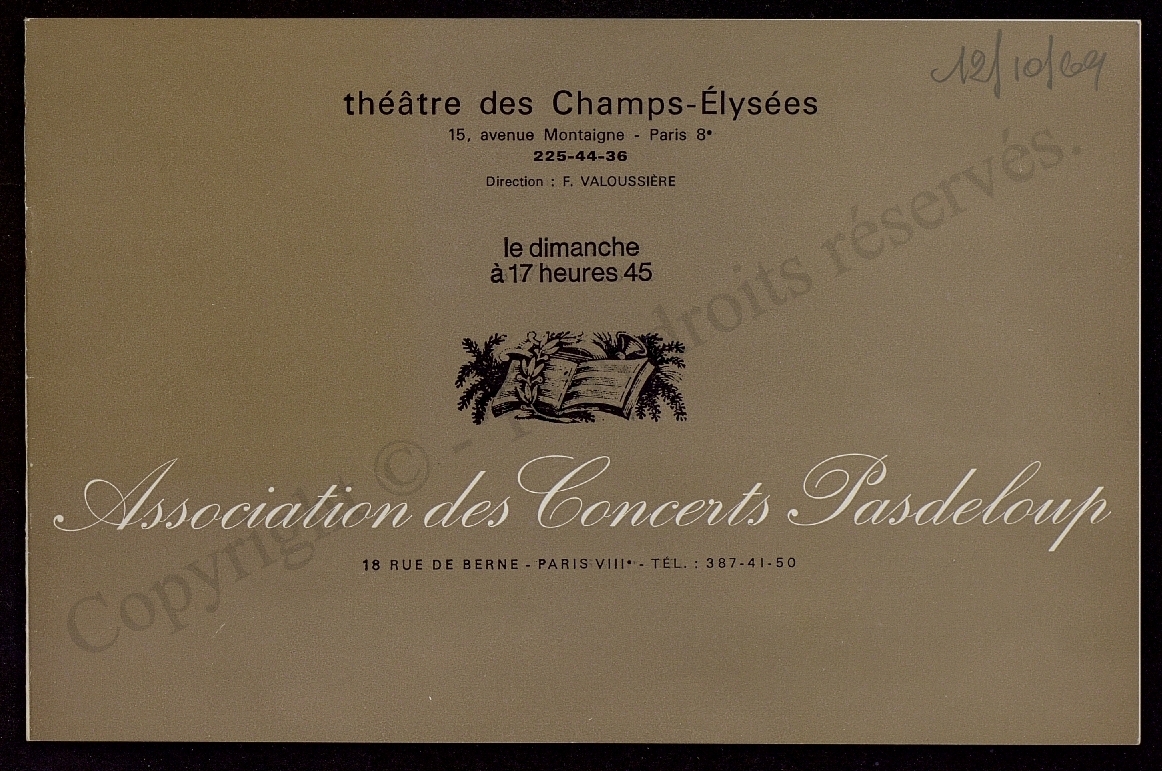 12/10/69
théâtre des Champs-Élysées
15, avenue Montaigne - Paris 8ᵉ
225-44-36
Direction : F. VALOUSSIÈRE
le dimanche
à 17 heures 45
Association des Concerts Pasdeloup
18 RUE DE BERNE - PARIS VIIIᵉ - TÉL. : 387-41-50
Copyright © - droits réservés.